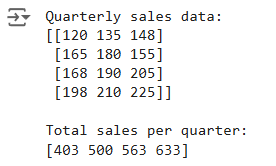 Quarterly sales data:
[[120 135 148]
 [165 180 155]
 [168 190 205]
 [198 210 225]]

Total sales per quarter:
[403 500 563 633]